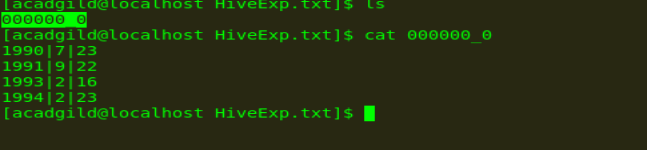 [acadgild@localhost HiveExp.txt]$ ls
000000_0
[acadgild@localhost HiveExp.txt]$ cat 000000_0
1990|7|23
1991|9|22
1993|2|16
1994|2|23
[acadgild@localhost HiveExp.txt]$